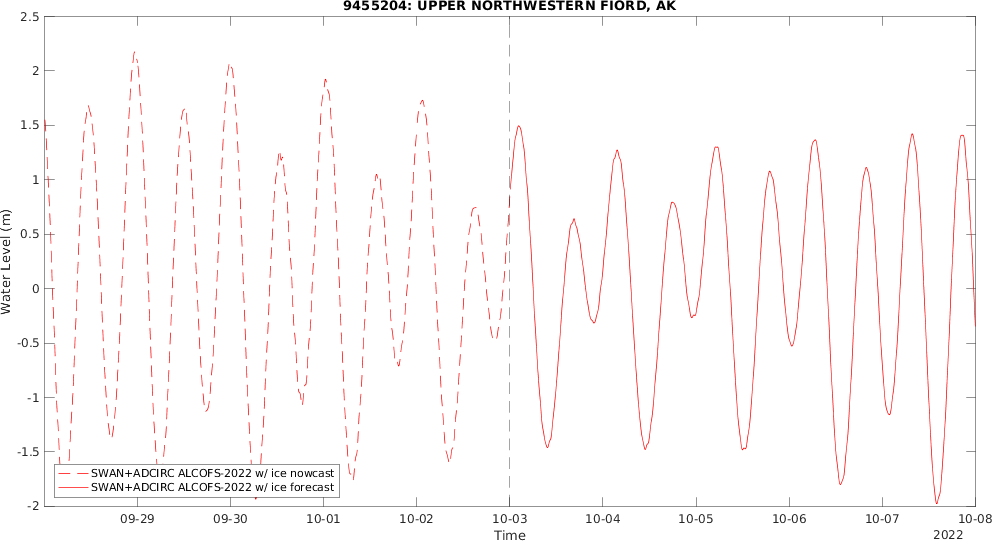 9455204: UPPER NORTHWESTERN FIORD, AK
2.5
2
1.5
1
0.5
0
-0.5
-1
-1.5
-2
Water Level (m)
SWAN+ADCIRC ALCOFS-2022 w/ ice nowcast
SWAN+ADCIRC ALCOFS-2022 w/ ice forecast
09-29 09-30 10-01 10-02 10-03 10-04 10-05 10-06 10-07 10-08
Time
2022